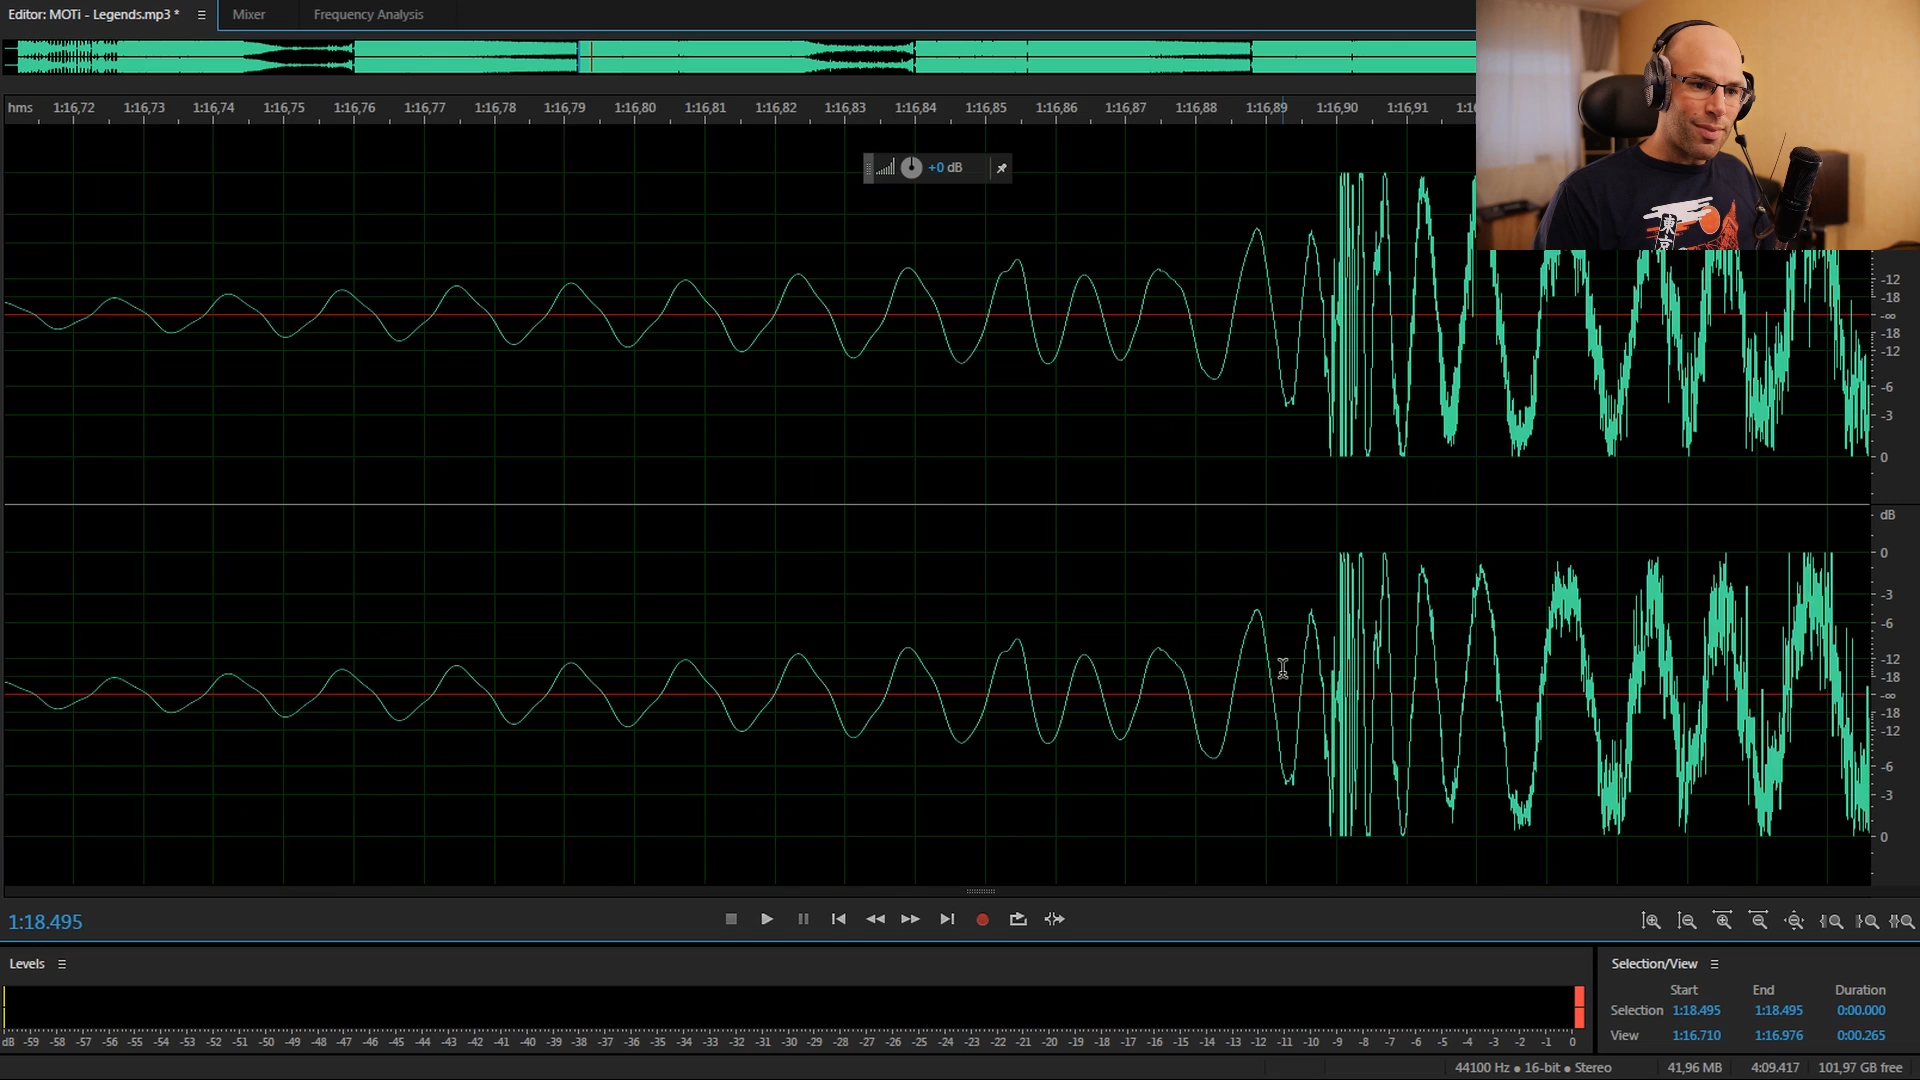 Editor: MOTi - Legends.mp3 * Mixer Frequency Analysis
hms 1:16,72 1:16,73 1:16,74 1:16,75 1:16,76 1:16,77 1:16,78 1:16,79 1:16,80 1:16,81 1:16,82 1:16,83 1:16,84 1:16,85 1:16,86 1:16,87 1:16,88 1:16,89 1:16,90 1:16,91
+0 dB
東
京
-12
-18
-∞
-18
-12
-6
-3
0
dB
0
-3
-6
-12
-18
-∞
-18
-12
-6
-3
0
1:18.495
Levels
dB -59 -58 -57 -56 -55 -54 -53 -52 -51 -50 -49 -48 -47 -46 -45 -44 -43 -42 -41 -40 -39 -38 -37 -36 -35 -34 -33 -32 -31 -30 -29 -28 -27 -26 -25 -24 -23 -22 -21 -20 -19 -18 -17 -16 -15 -14 -13 -12 -11 -10 -9 -8 -7 -6 -5 -4 -3 -2 -1 0
Selection/View
Start End Duration
Selection 1:18.495 1:18.495 0:00.000
View 1:16.710 1:16.976 0:00.265
44100 Hz ● 16-bit ● Stereo 41,96 MB 4:09.417 101,97 GB free